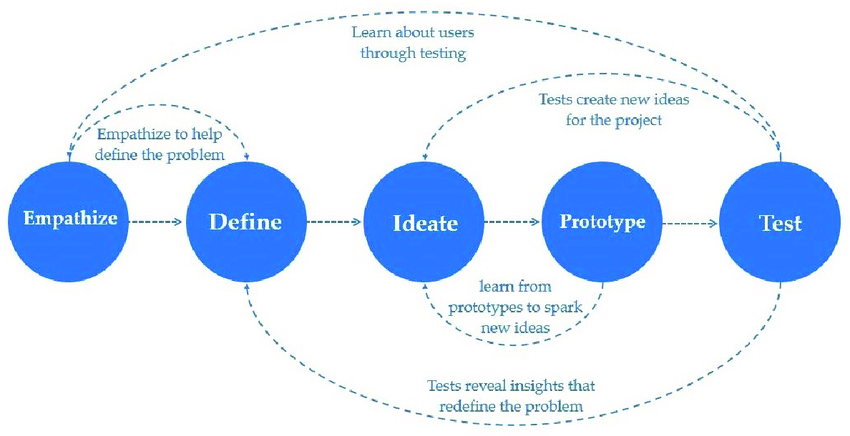 Learn about users
through testing
Tests create new ideas
for the project
Empathize to help
define the problem
Empathize
Define
Ideate
Prototype
Test
learn from
prototypes to spark
new ideas
Tests reveal insights that
redefine the problem